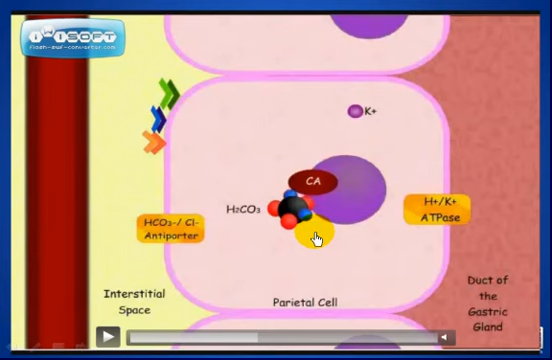 iWiSOFT
flash-swf-converter.com
K+
CA
H₂CO₃
H+/K+
ATPase
HCO₃-/ Cl-
Antiporter
Interstitial
Space
Parietal Cell
Duct of
the
Gastric
Gland